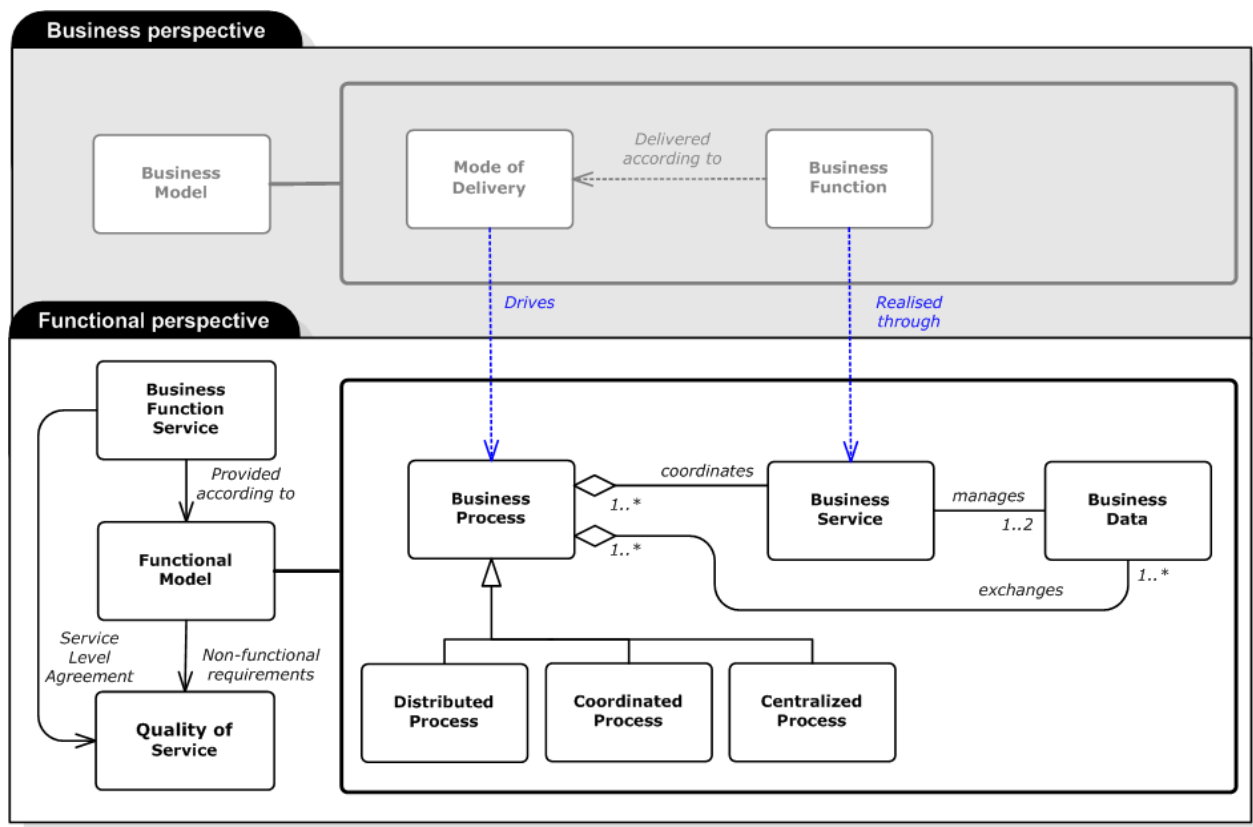 Business perspective
Business
Model
Mode of
Delivery
Delivered
according to
Business
Function
Drives
Realised
through
Functional perspective
Business
Function
Service
Provided
according to
Functional
Model
Service
Level
Agreement
Non-functional
requirements
Quality of
Service
Business
Process
coordinates
1..*
1..*
Business
Service
manages
1..2
Business
Data
1..*
exchanges
Distributed
Process
Coordinated
Process
Centralized
Process